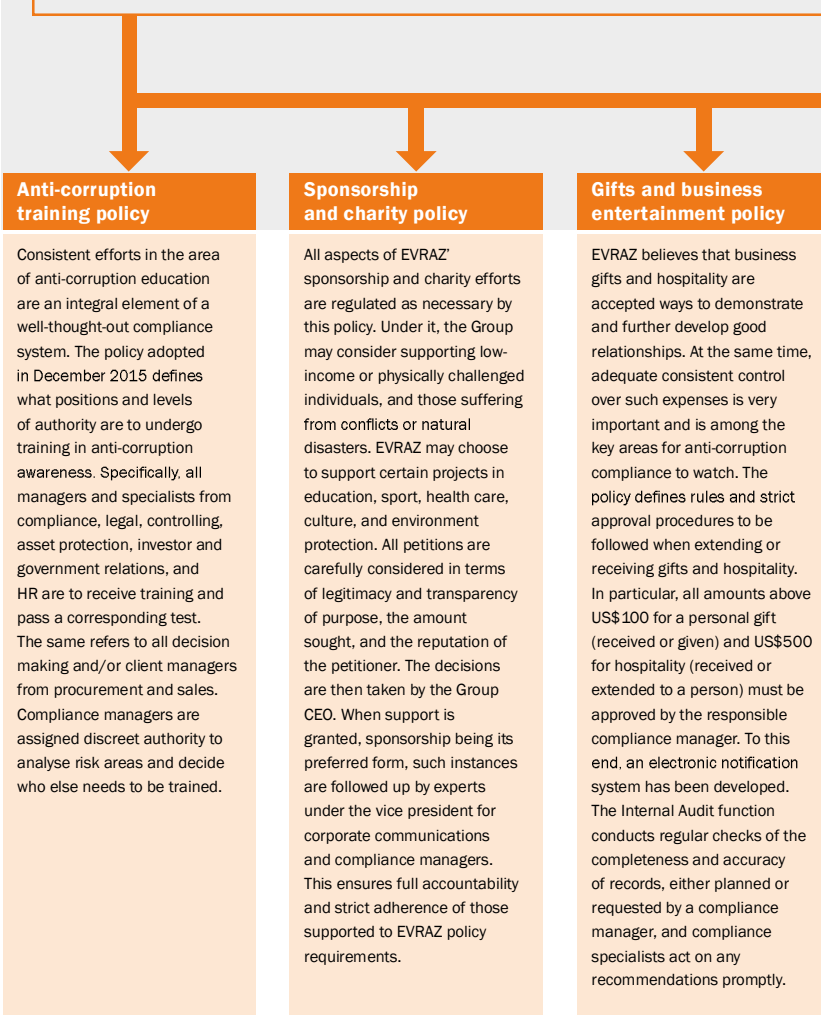 Anti-corruption
training policy
Consistent efforts in the area
of anti-corruption education
are an integral element of a
well-thought-out compliance
system. The policy adopted
in December 2015 defines
what positions and levels
of authority are to undergo
training in anti-corruption
awareness. Specifically, all
managers and specialists from
compliance, legal, controlling,
asset protection, investor and
government relations, and
HR are to receive training and
pass a corresponding test.
The same refers to all decision
making and/or client managers
from procurement and sales.
Compliance managers are
assigned discreet authority to
analyse risk areas and decide
who else needs to be trained.
Sponsorship
and charity policy
All aspects of EVRAZ’
sponsorship and charity efforts
are regulated as necessary by
this policy. Under it, the Group
may consider supporting low-
income or physically challenged
individuals, and those suffering
from conflicts or natural
disasters. EVRAZ may choose
to support certain projects in
education, sport, health care,
culture, and environment
protection. All petitions are
carefully considered in terms
of legitimacy and transparency
of purpose, the amount
sought, and the reputation of
the petitioner. The decisions
are then taken by the Group
CEO. When support is
granted, sponsorship being its
preferred form, such instances
are followed up by experts
under the vice president for
corporate communications
and compliance managers.
This ensures full accountability
and strict adherence of those
supported to EVRAZ policy
requirements.
Gifts and business
entertainment policy
EVRAZ believes that business
gifts and hospitality are
accepted ways to demonstrate
and further develop good
relationships. At the same time,
adequate consistent control
over such expenses is very
important and is among the
key areas for anti-corruption
compliance to watch. The
policy defines rules and strict
approval procedures to be
followed when extending or
receiving gifts and hospitality.
In particular, all amounts above
US$100 for a personal gift
(received or given) and US$500
for hospitality (received or
extended to a person) must be
approved by the responsible
compliance manager. To this
end, an electronic notification
system has been developed.
The Internal Audit function
conducts regular checks of the
completeness and accuracy
of records, either planned or
requested by a compliance
manager, and compliance
specialists act on any
recommendations promptly.